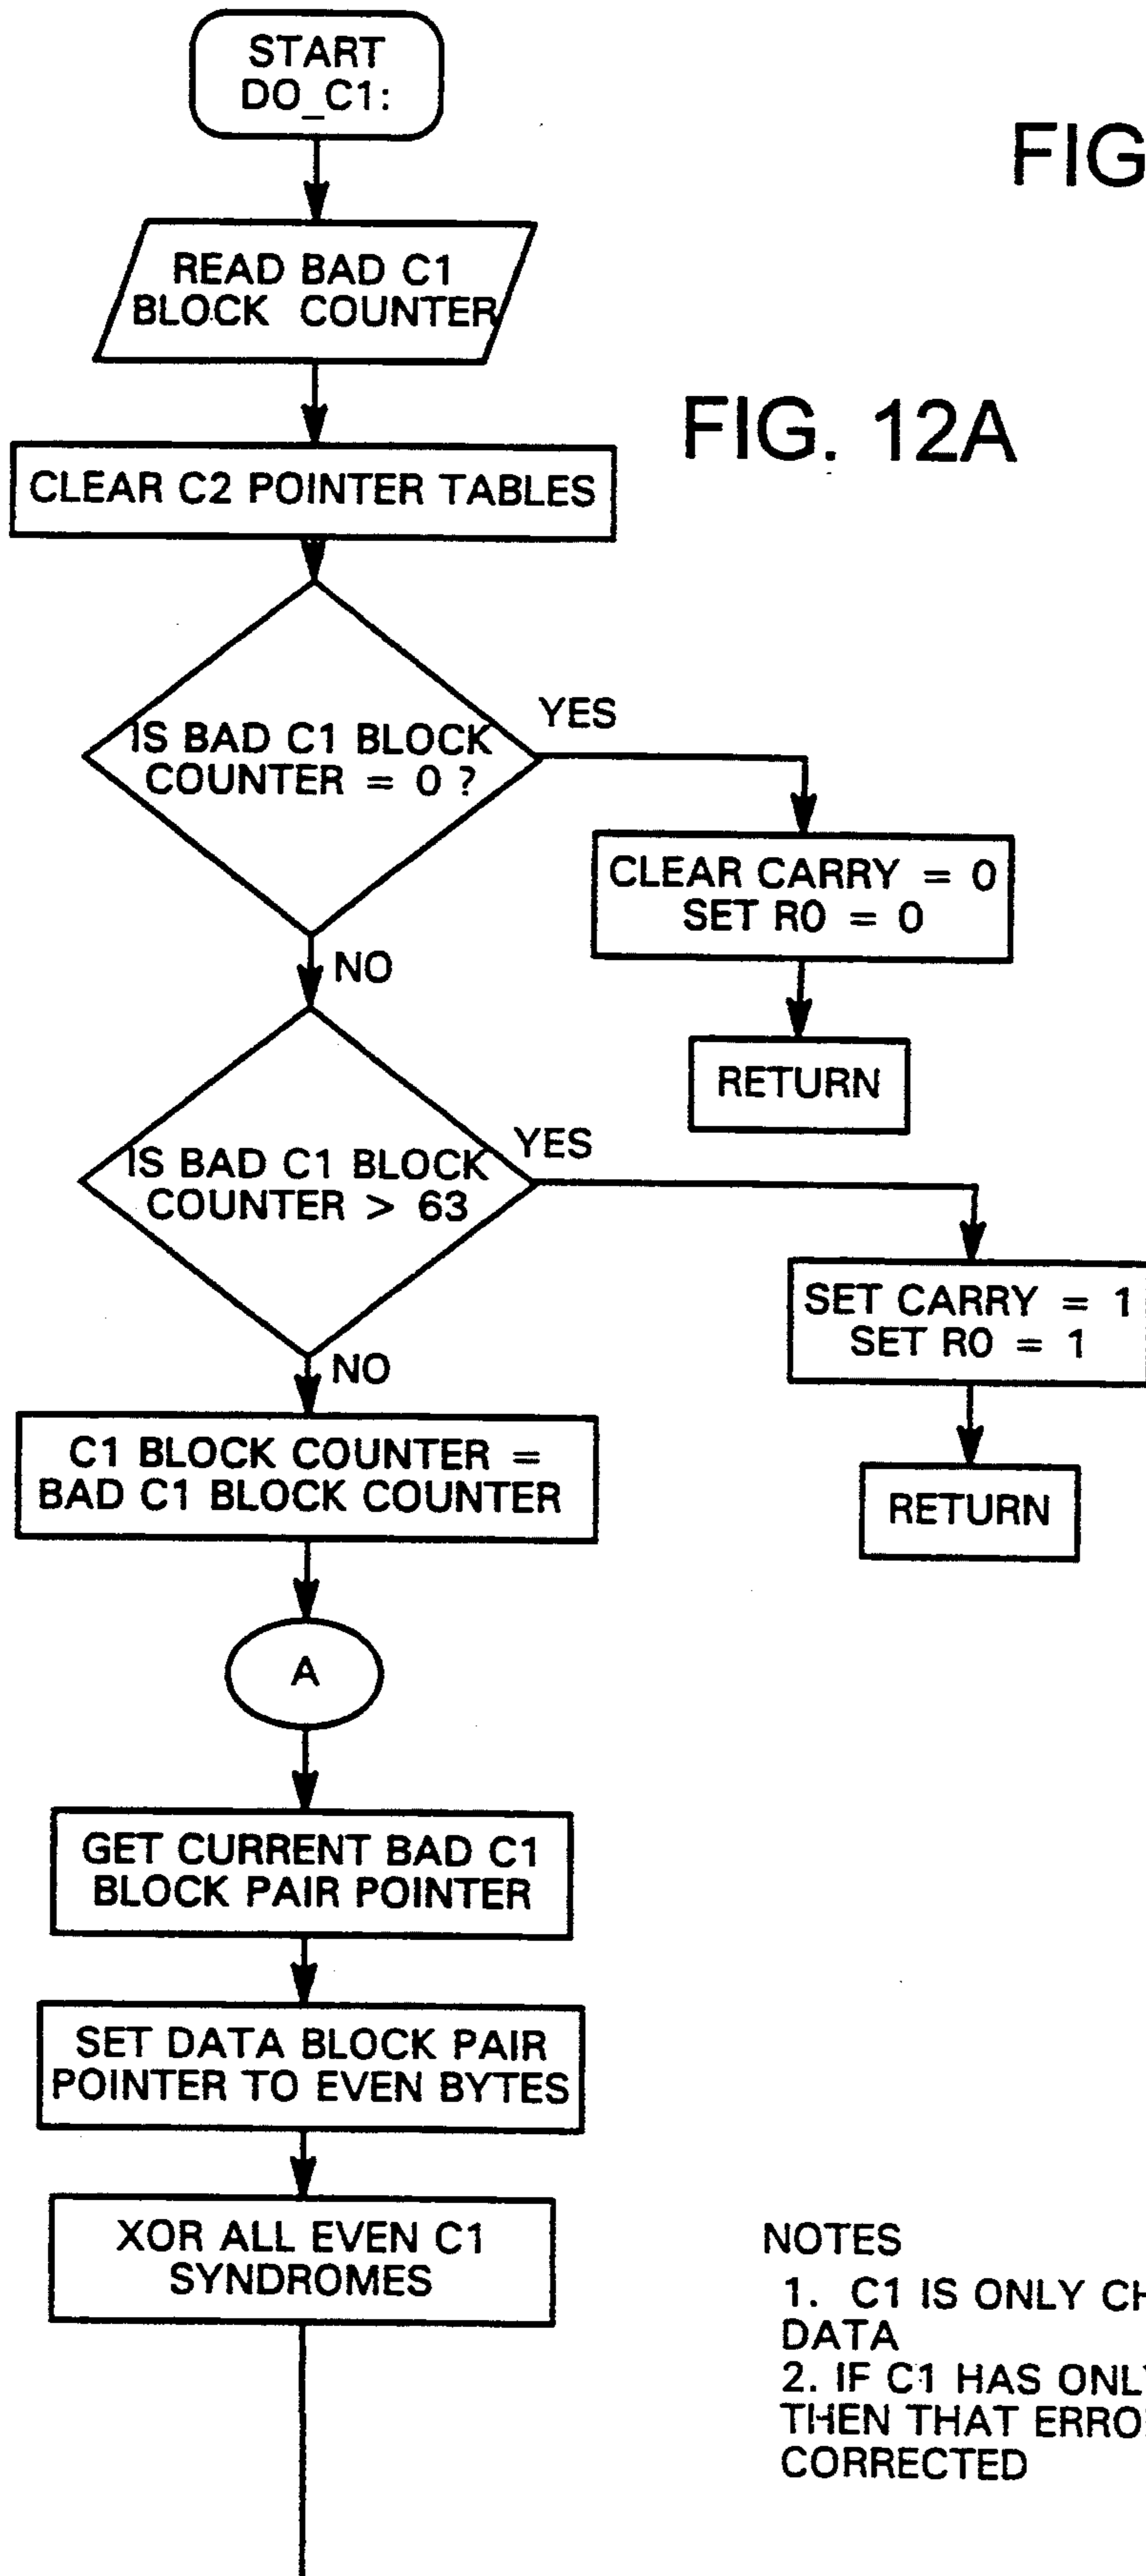 START
DO_C1:
FIG
READ BAD C1
BLOCK COUNTER
FIG. 12A
CLEAR C2 POINTER TABLES
IS BAD C1 BLOCK
COUNTER = 0 ?
YES
CLEAR CARRY = 0
SET R0 = 0
NO
RETURN
IS BAD C1 BLOCK
COUNTER > 63
YES
SET CARRY = 1
SET R0 = 1
NO
RETURN
C1 BLOCK COUNTER =
BAD C1 BLOCK COUNTER
A
GET CURRENT BAD C1
BLOCK PAIR POINTER
SET DATA BLOCK PAIR
POINTER TO EVEN BYTES
XOR ALL EVEN C1
SYNDROMES
NOTES
1. C1 IS ONLY CH
DATA
2. IF C1 HAS ONLY
THEN THAT ERRO
CORRECTED